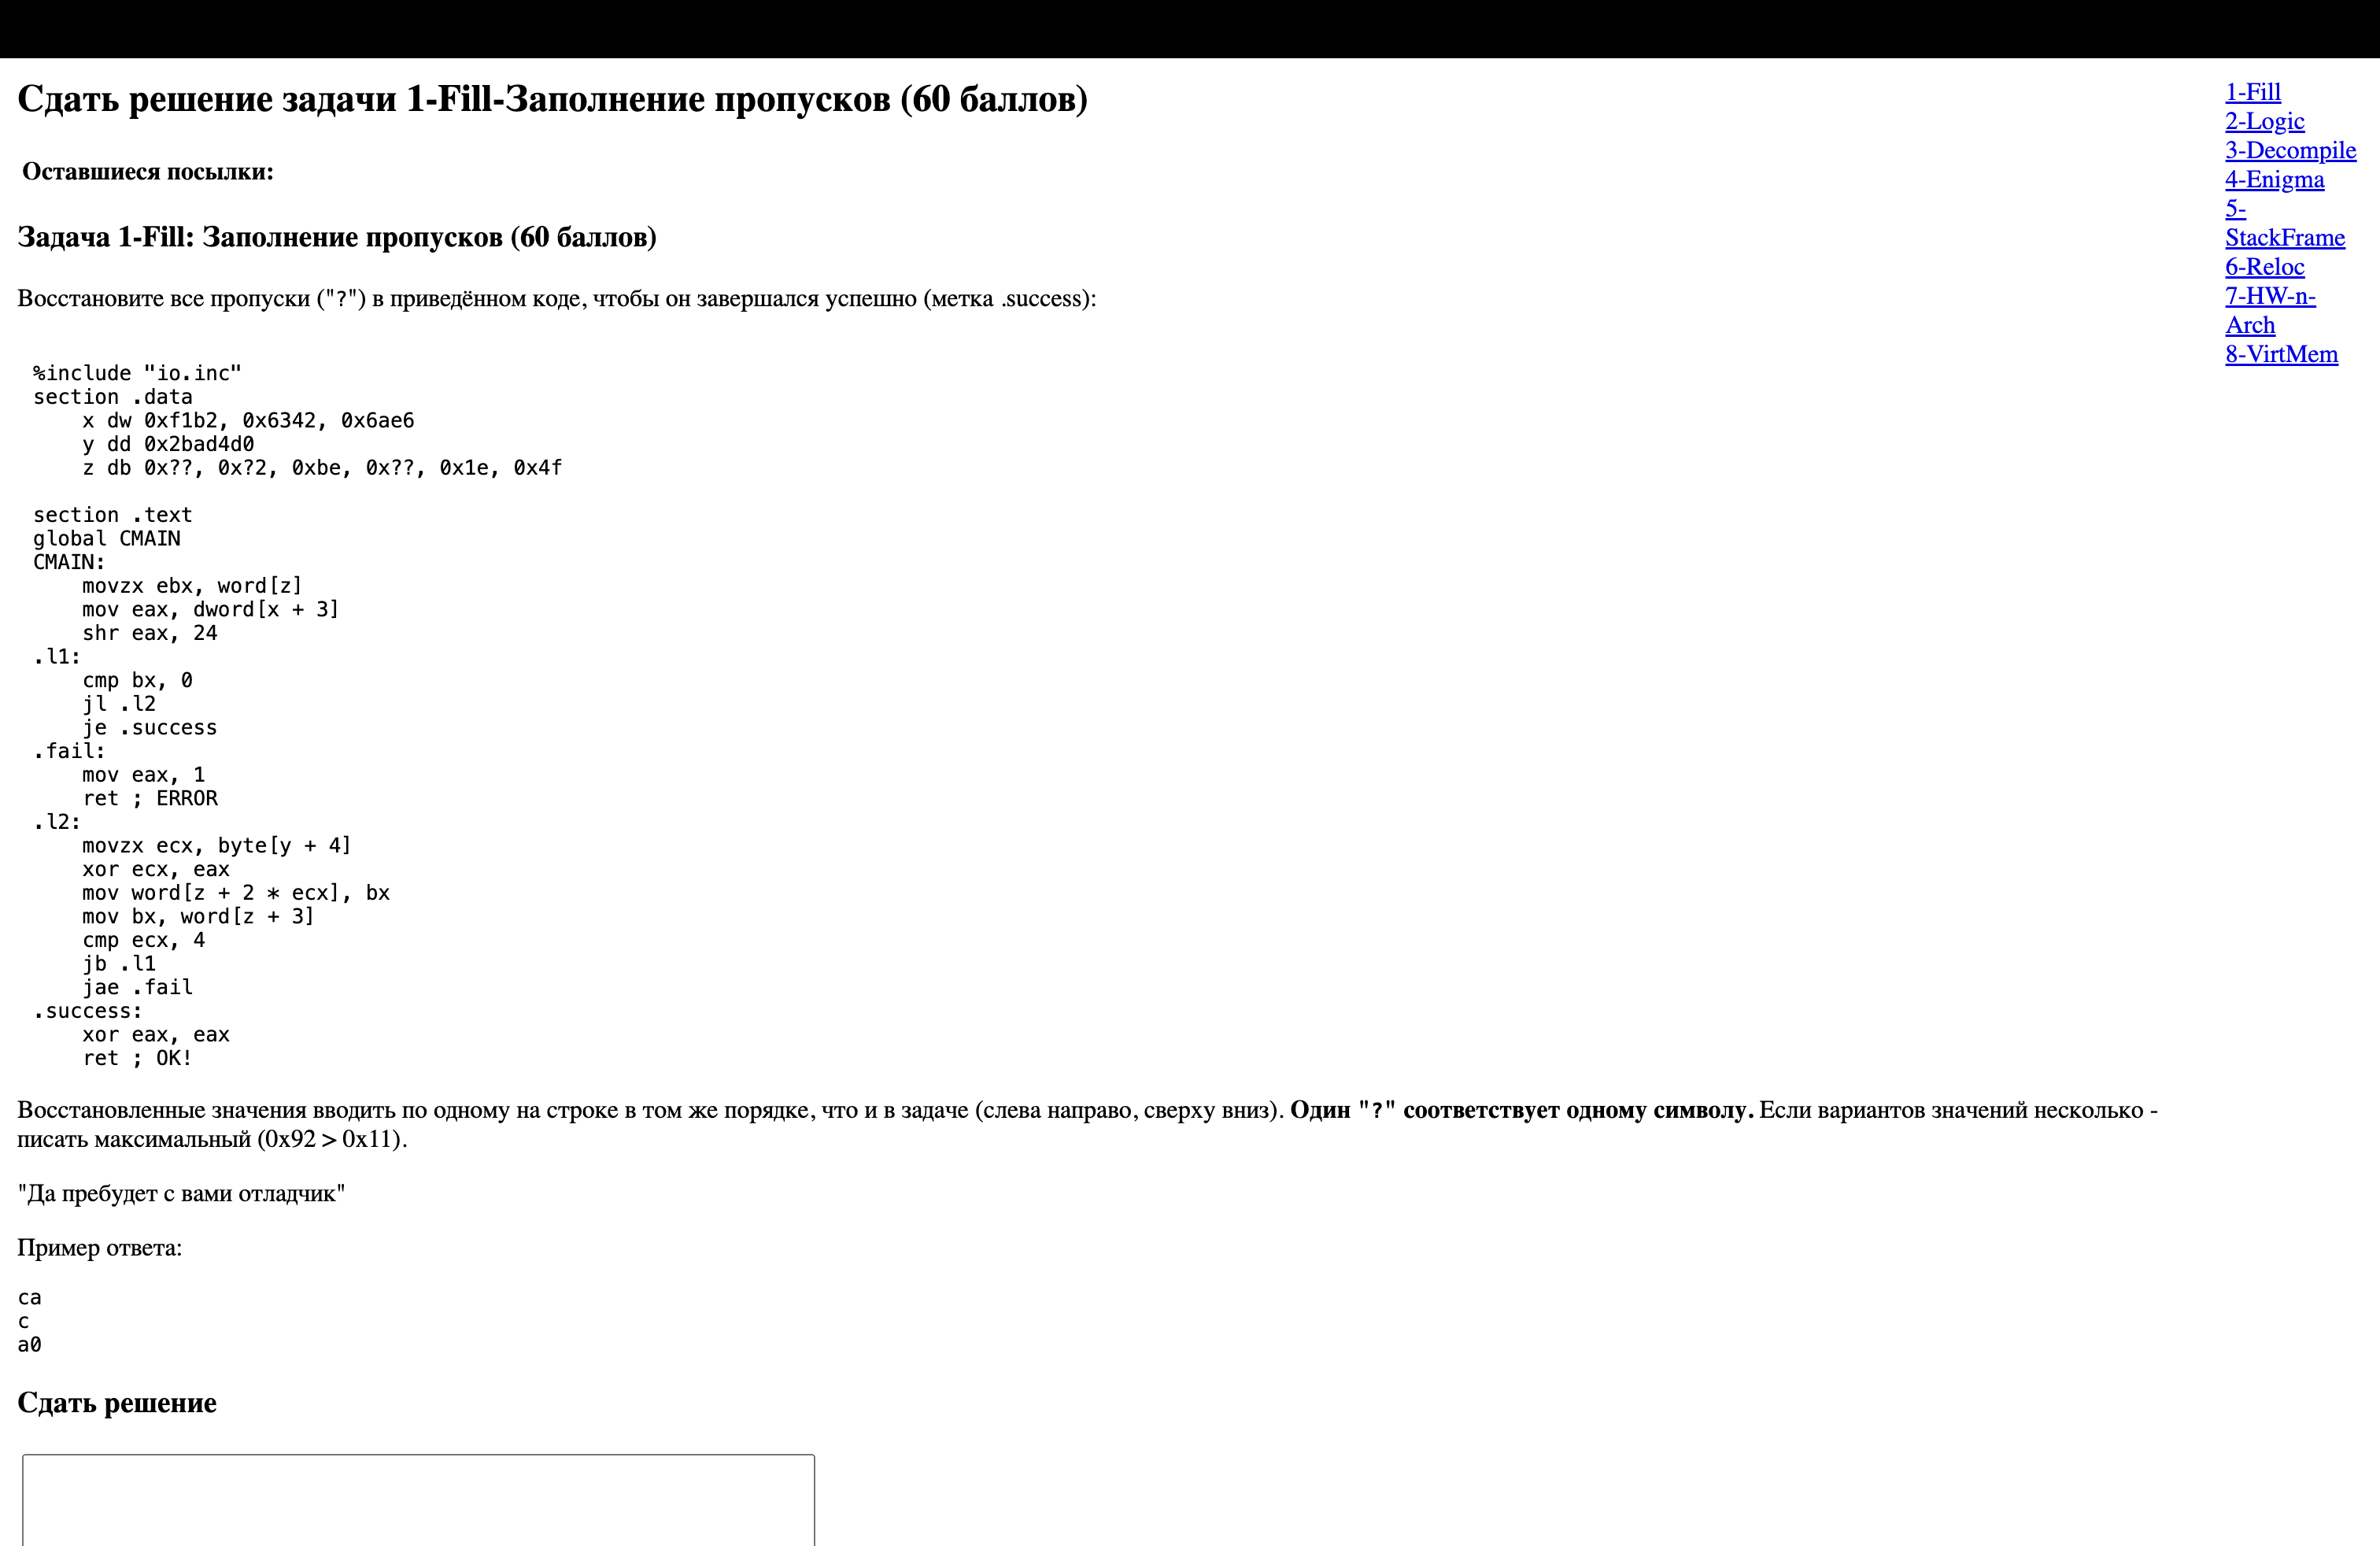 Сдать решение задачи 1-Fill-Заполнение пропусков (60 баллов)
Оставшиеся посылки:
Задача 1-Fill: Заполнение пропусков (60 баллов)
Восстановите все пропуски ("?") в приведённом коде, чтобы он завершался успешно (метка .success):
%include "io.inc"
section .data
    x dw 0xf1b2, 0x6342, 0x6ae6
    y dd 0x2bad4d0
    z db 0x??, 0x?2, 0xbe, 0x??, 0x1e, 0x4f
section .text
global CMAIN
CMAIN:
    movzx ebx, word[z]
    mov eax, dword[x + 3]
    shr eax, 24
.l1:
    cmp bx, 0
    jl .l2
    je .success
.fail:
    mov eax, 1
    ret ; ERROR
.l2:
    movzx ecx, byte[y + 4]
    xor ecx, eax
    mov word[z + 2 * ecx], bx
    mov bx, word[z + 3]
    cmp ecx, 4
    jb .l1
    jae .fail
.success:
    xor eax, eax
    ret ; OK!
Восстановленные значения вводить по одному на строке в том же порядке, что и в задаче (слева направо, сверху вниз). Один "?" соответствует одному символу. Если вариантов значений несколько -
писать максимальный (0x92 > 0x11).
"Да пребудет с вами отладчик"
Пример ответа:
ca
c
a0
Сдать решение
1-Fill
2-Logic
3-Decompile
4-Enigma
5-
StackFrame
6-Reloc
7-HW-n-
Arch
8-VirtMem